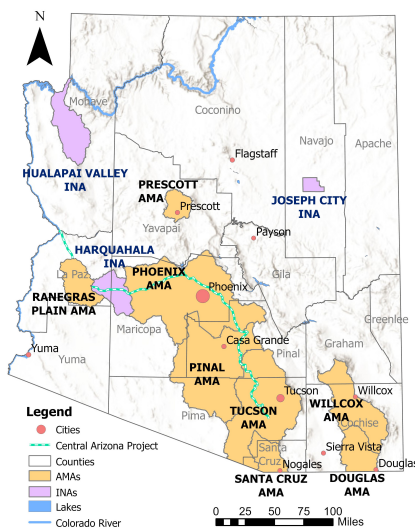 N
Mohave
Coconino
Navajo
Apache
Flagstaff
HUALAPAI VALLEY
INA
PRESCOTT
AMA
Prescott
JOSEPH CITY
INA
Yavapai
Payson
HARQUAHALA
INA
PHOENIX
AMA
La Paz
Gila
Phoenix
RANEGRAS
PLAIN AMA
Maricopa
Greenlee
Graham
Yuma
Yuma
Casa Grande
Pinal
PINAL
AMA
Tucson
Willcox
WILLCOX
AMA
Pima
TUCSON
AMA
Cochise
Santa
Cruz
Sierra Vista
Nogales
Douglas
SANTA CRUZ
AMA
DOUGLAS
AMA
Legend
Cities
Central Arizona Project
Counties
AMAs
INAs
Lakes
Colorado River
0 25 50 100
Miles